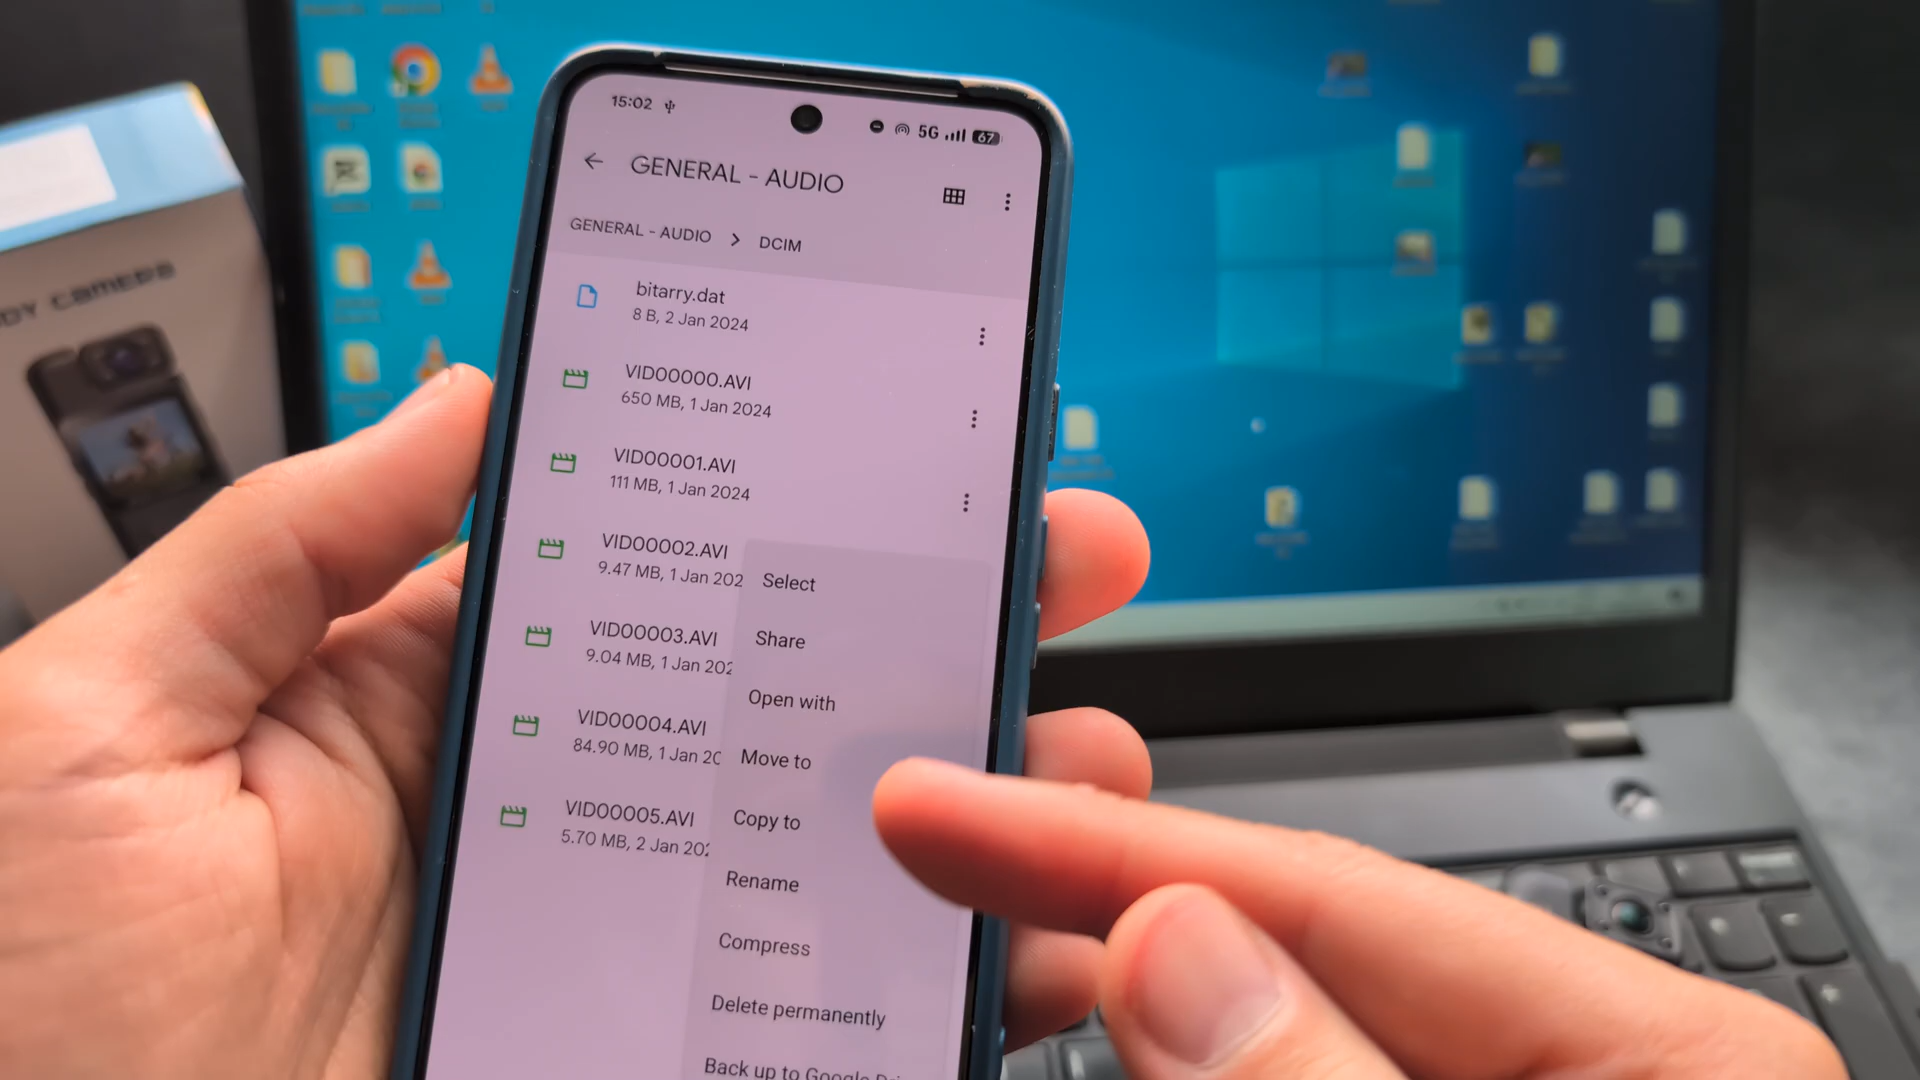 15:02
5G 67
GENERAL - AUDIO
GENERAL - AUDIO > DCIM
bitarry.dat
8 B, 2 Jan 2024
VID00000.AVI
650 MB, 1 Jan 2024
VID00001.AVI
111 MB, 1 Jan 2024
VID00002.AVI
9.47 MB, 1 Jan 202
VID00003.AVI
9.04 MB, 1 Jan 202
VID00004.AVI
84.90 MB, 1 Jan 20
VID00005.AVI
5.70 MB, 2 Jan 202
Select
Share
Open with
Move to
Copy to
Rename
Compress
Delete permanently
Back up to Google Dri
DY camera